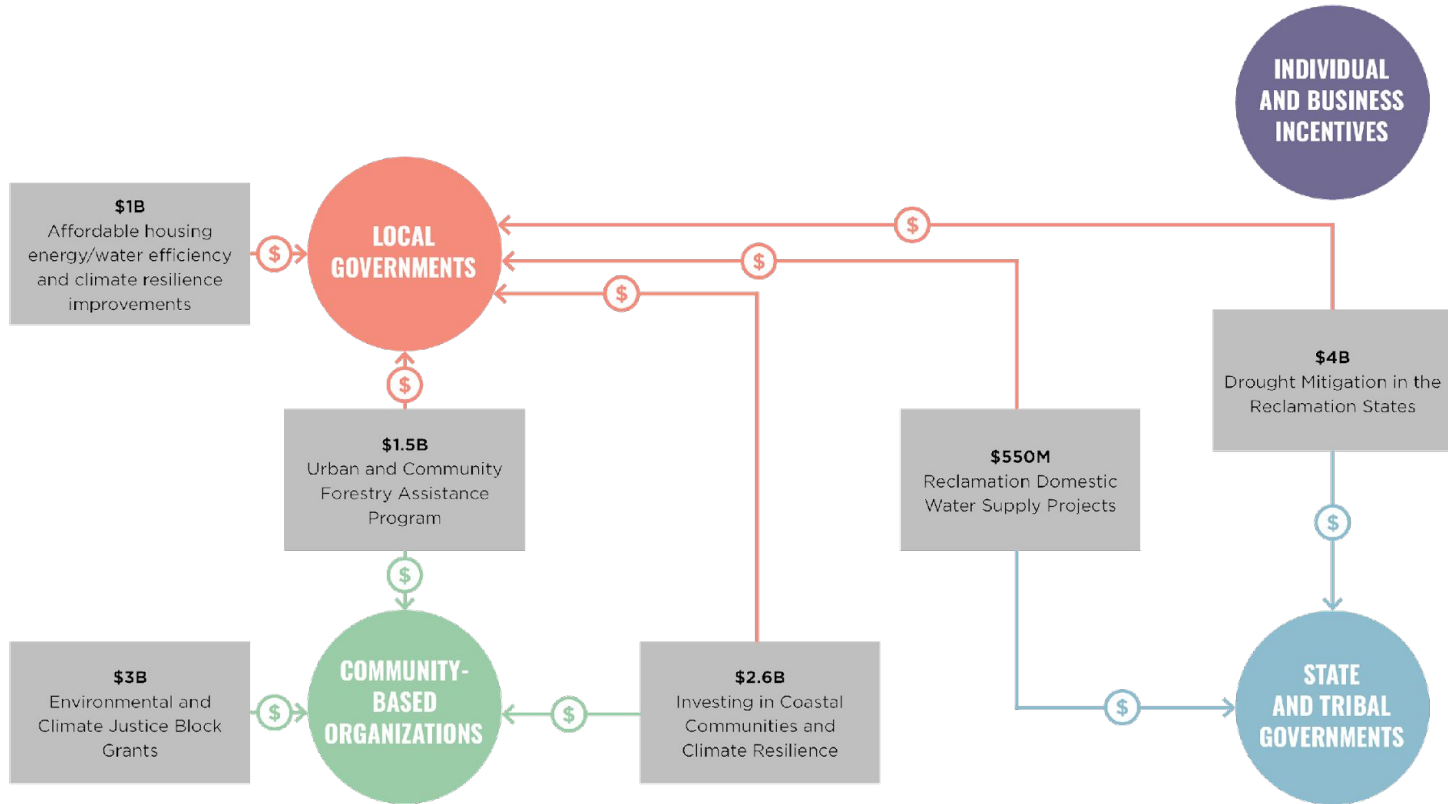 INDIVIDUAL
AND BUSINESS
INCENTIVES
$1B
Affordable housing
energy/water efficiency
and climate resilience
improvements
$
LOCAL
GOVERNMENTS
$
$
$
$
$4B
Drought Mitigation in the
Reclamation States
$1.5B
Urban and Community
Forestry Assistance
Program
$550M
Reclamation Domestic
Water Supply Projects
$
$
$3B
Environmental and
Climate Justice Block
Grants
$
COMMUNITY-
BASED
ORGANIZATIONS
$
$2.6B
Investing in Coastal
Communities and
Climate Resilience
$
STATE
AND TRIBAL
GOVERNMENTS